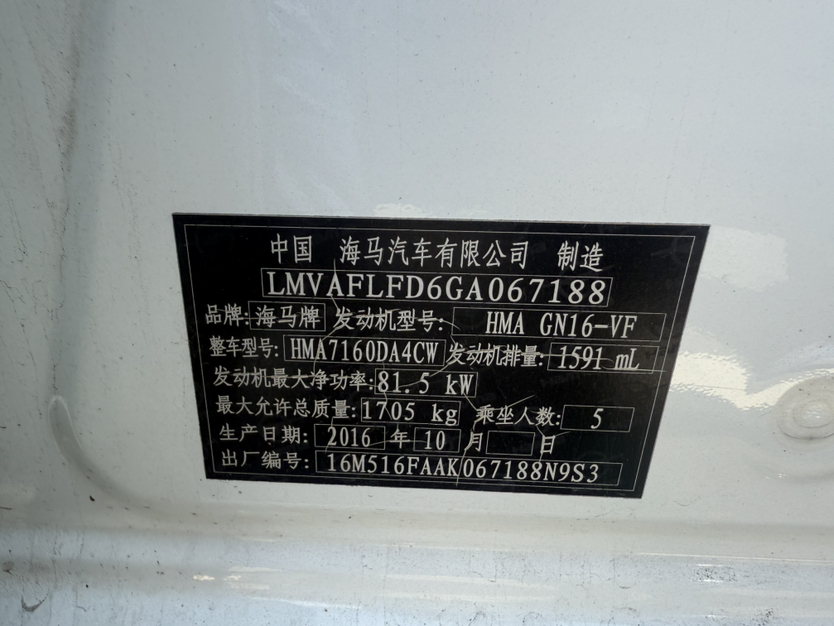 中国 海马汽车有限公司 制造
LMVAFLFD6GA067188
品牌:海马牌 发动机型号: HMA GN16-VF
整车型号: HMA7160DA4CW 发动机排量: 1591 mL
发动机最大净功率: 81.5 kW
最大允许总质量: 1705 kg 乘坐人数: 5
生产日期: 2016 年 10 月 日
出厂编号: 16M516FAAK067188N9S3